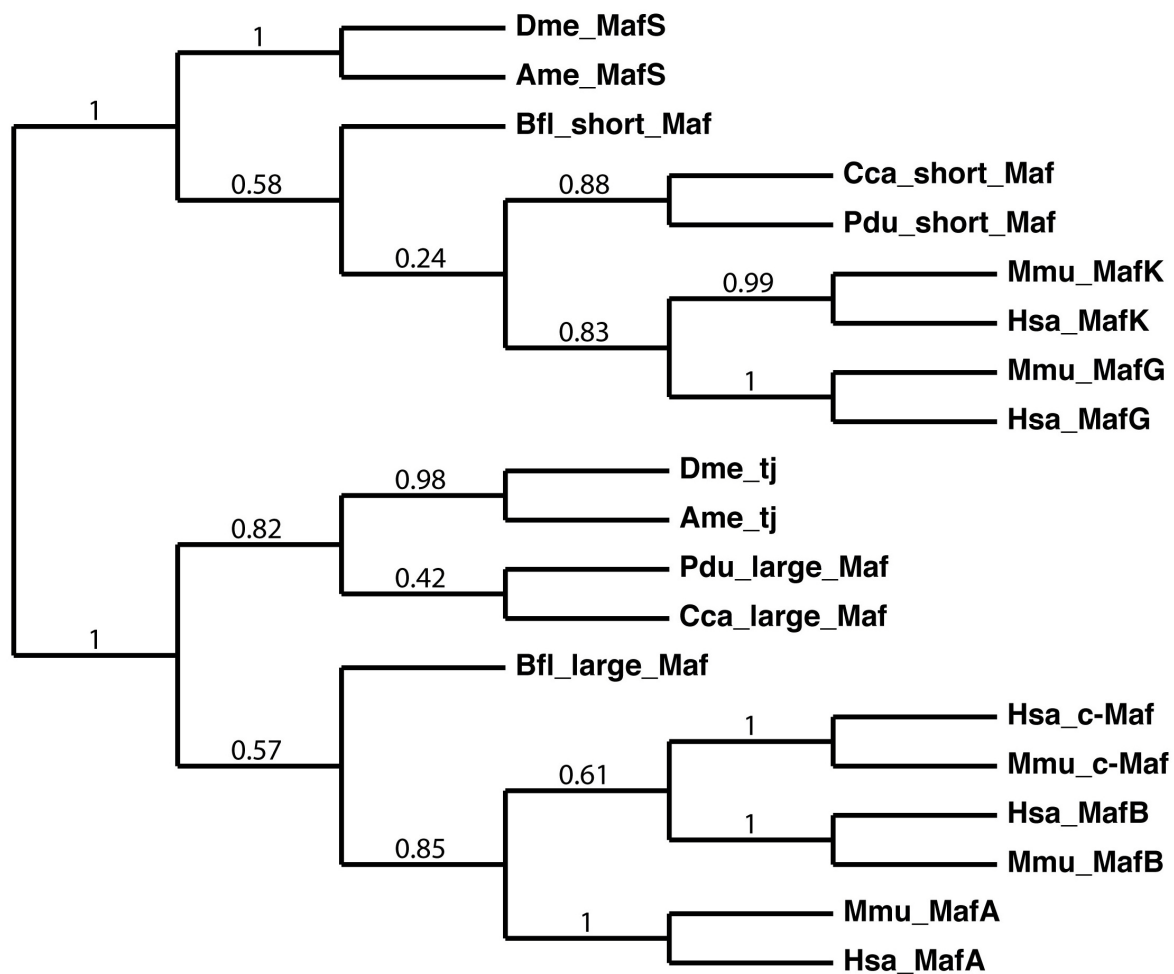 Dme_MafS
1
Ame_MafS
1
Bfl_short_Maf
Cca_short_Maf
0.58
0.88
Pdu_short_Maf
0.24
Mmu_MafK
0.99
Hsa_MafK
0.83
Mmu_MafG
1
Hsa_MafG
Dme_tj
0.98
Ame_tj
0.82
Pdu_large_Maf
0.42
Cca_large_Maf
1
Bfl_large_Maf
Hsa_c-Maf
1
0.57
Mmu_c-Maf
0.61
Hsa_MafB
1
0.85
Mmu_MafB
Mmu_MafA
1
Hsa_MafA